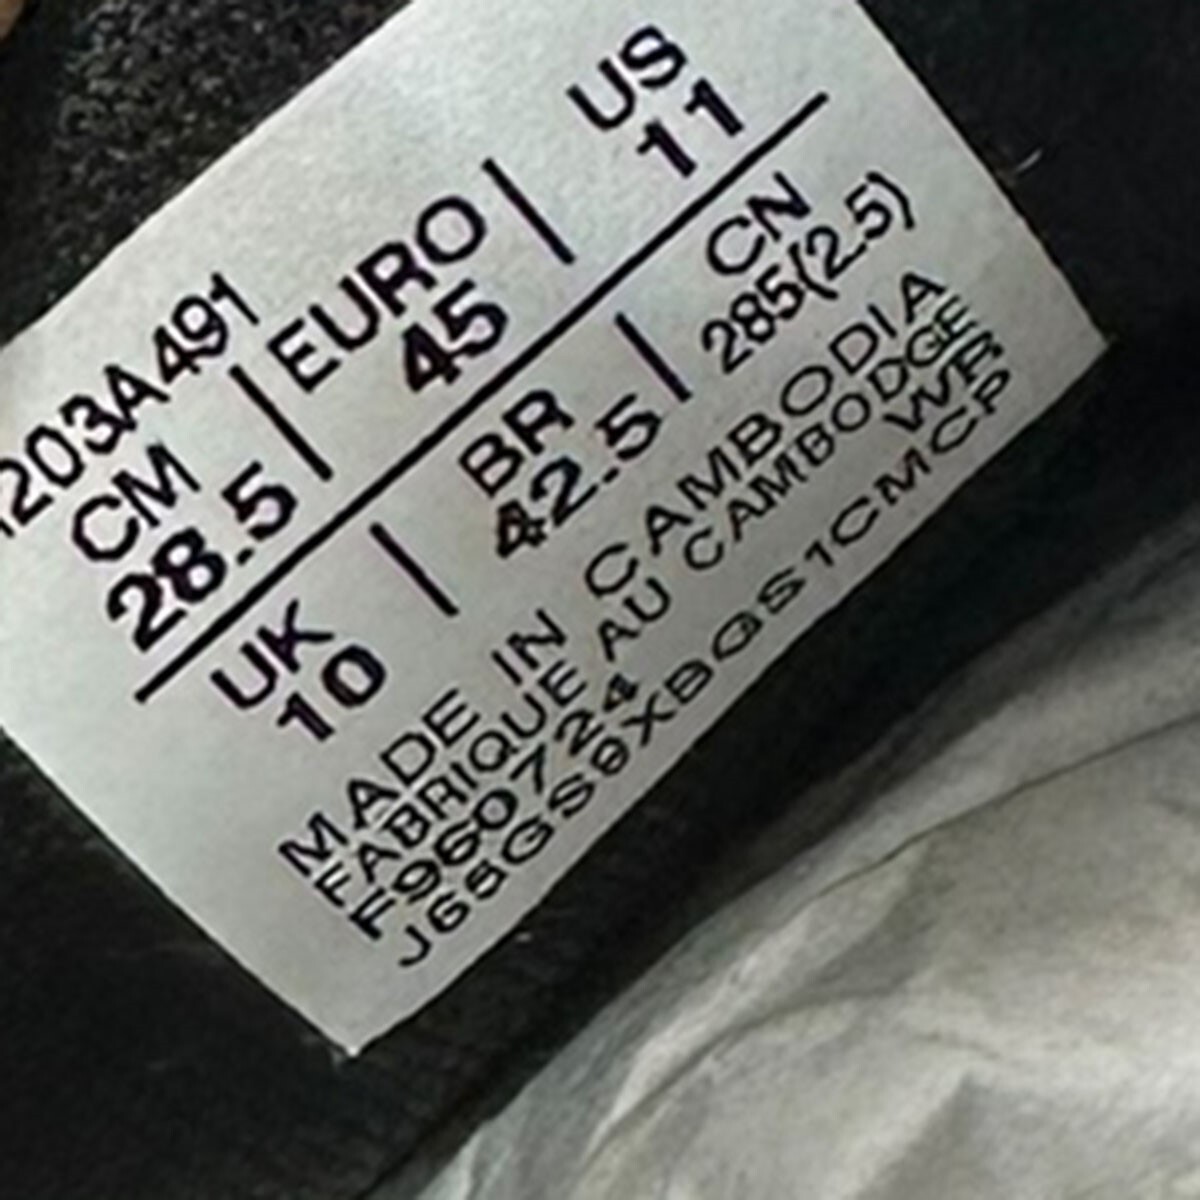 1203A491
CM EURO US
28.5 45 11
UK BR CN
10 42.5 285(2.5)
MADE IN CAMBODIA
FABRIQUE AU CAMBODGE
F960724 WR
J6SGS9XBGS1CMCP